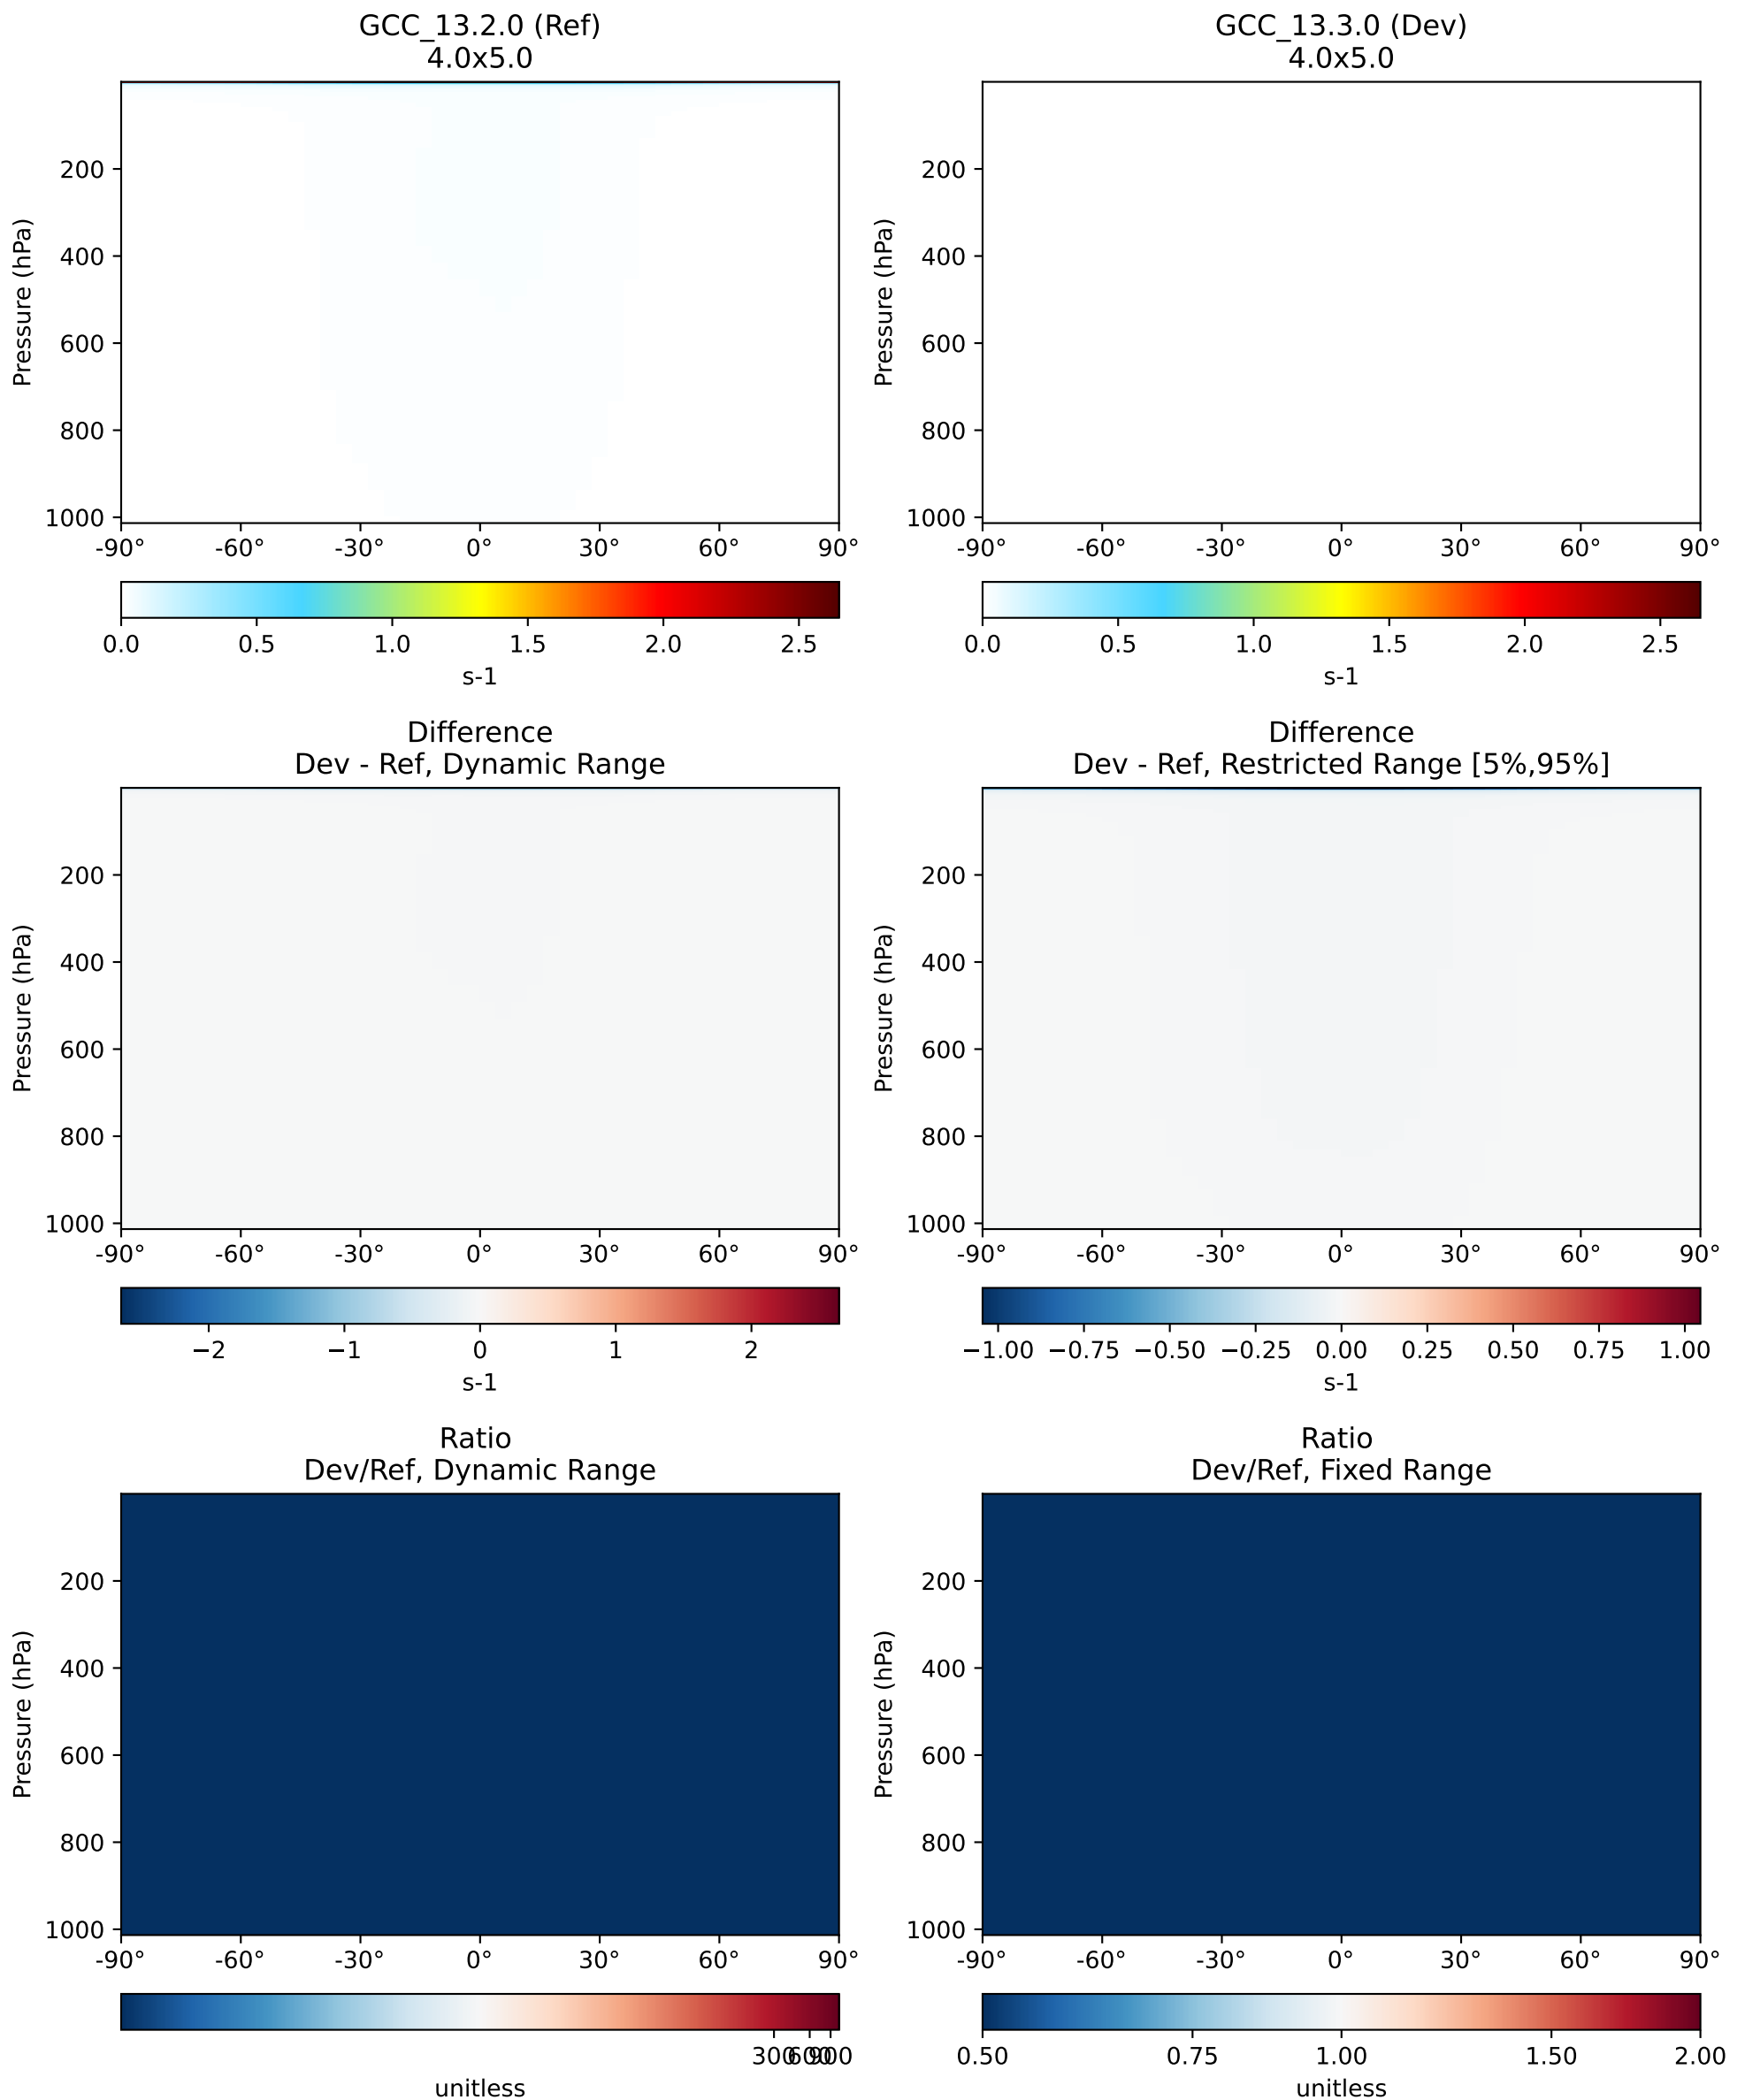 GCC_13.2.0 (Ref)
4.0x5.0
Pressure (hPa)
200
400
600
800
1000
-90° -60° -30° 0° 30° 60° 90°
0.0 0.5 1.0 1.5 2.0 2.5
s-1
GCC_13.3.0 (Dev)
4.0x5.0
Pressure (hPa)
200
400
600
800
1000
-90° -60° -30° 0° 30° 60° 90°
0.0 0.5 1.0 1.5 2.0 2.5
s-1
Difference
Dev - Ref, Dynamic Range
Pressure (hPa)
200
400
600
800
1000
-90° -60° -30° 0° 30° 60° 90°
−2 −1 0 1 2
s-1
Difference
Dev - Ref, Restricted Range [5%,95%]
Pressure (hPa)
200
400
600
800
1000
-90° -60° -30° 0° 30° 60° 90°
−1.00 −0.75 −0.50 −0.25 0.00 0.25 0.50 0.75 1.00
s-1
Ratio
Dev/Ref, Dynamic Range
Pressure (hPa)
200
400
600
800
1000
-90° -60° -30° 0° 30° 60° 90°
300 600 900
unitless
Ratio
Dev/Ref, Fixed Range
Pressure (hPa)
200
400
600
800
1000
-90° -60° -30° 0° 30° 60° 90°
0.50 0.75 1.00 1.50 2.00
unitless